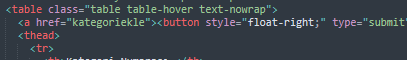 <table class="table table-hover text-nowrap">
<a href="kategoriekle"><button style="float-right;" type="submit"
<thead>
<tr>